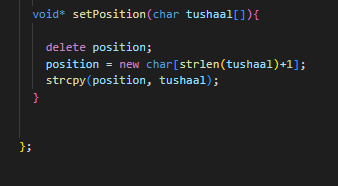 void* setPosition(char tushaal[]){
delete position;
position = new char[strlen(tushaal)+1];
strcpy(position, tushaal);
}
};